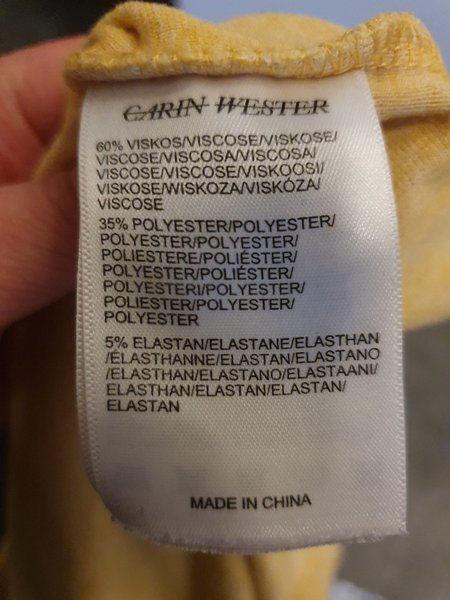 CARIN WESTER
60% VISKOS/VISCOSE/VISKOSE/
VISCOSE/VISCOSA/VISCOSA/
VISCOSE/VISCOSE/VISKOOSI/
VISKOSE/WISKOZA/VISKÓZA/
VISCOSE
35% POLYESTER/POLYESTER/
POLYESTER/POLYESTER/
POLIESTERE/POLIÉSTER/
POLYESTER/POLIÉSTER/
POLYESTERI/POLYESTER/
POLIESTER/POLYESTER/
POLYESTER
5% ELASTAN/ELASTANE/ELASTHAN
/ÉLASTHANNE/ELASTAN/ELASTANO
/ELASTHAN/ELASTANO/ELASTAANI/
ELASTHAN/ELASTAN/ELASTAN/
ELASTAN
MADE IN CHINA